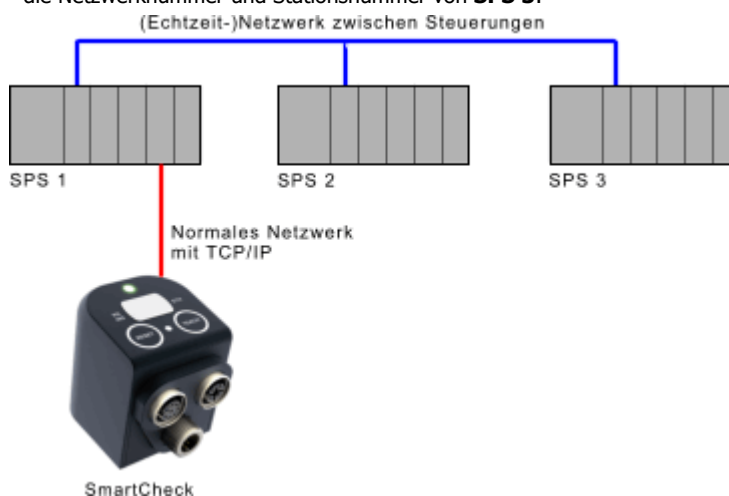 die Netzwerknummer und Stationsnummer von SPS 3.
(Echtzeit-)Netzwerk zwischen Steuerungen
SPS 1
SPS 2
SPS 3
Normales Netzwerk
mit TCP/IP
SmartCheck